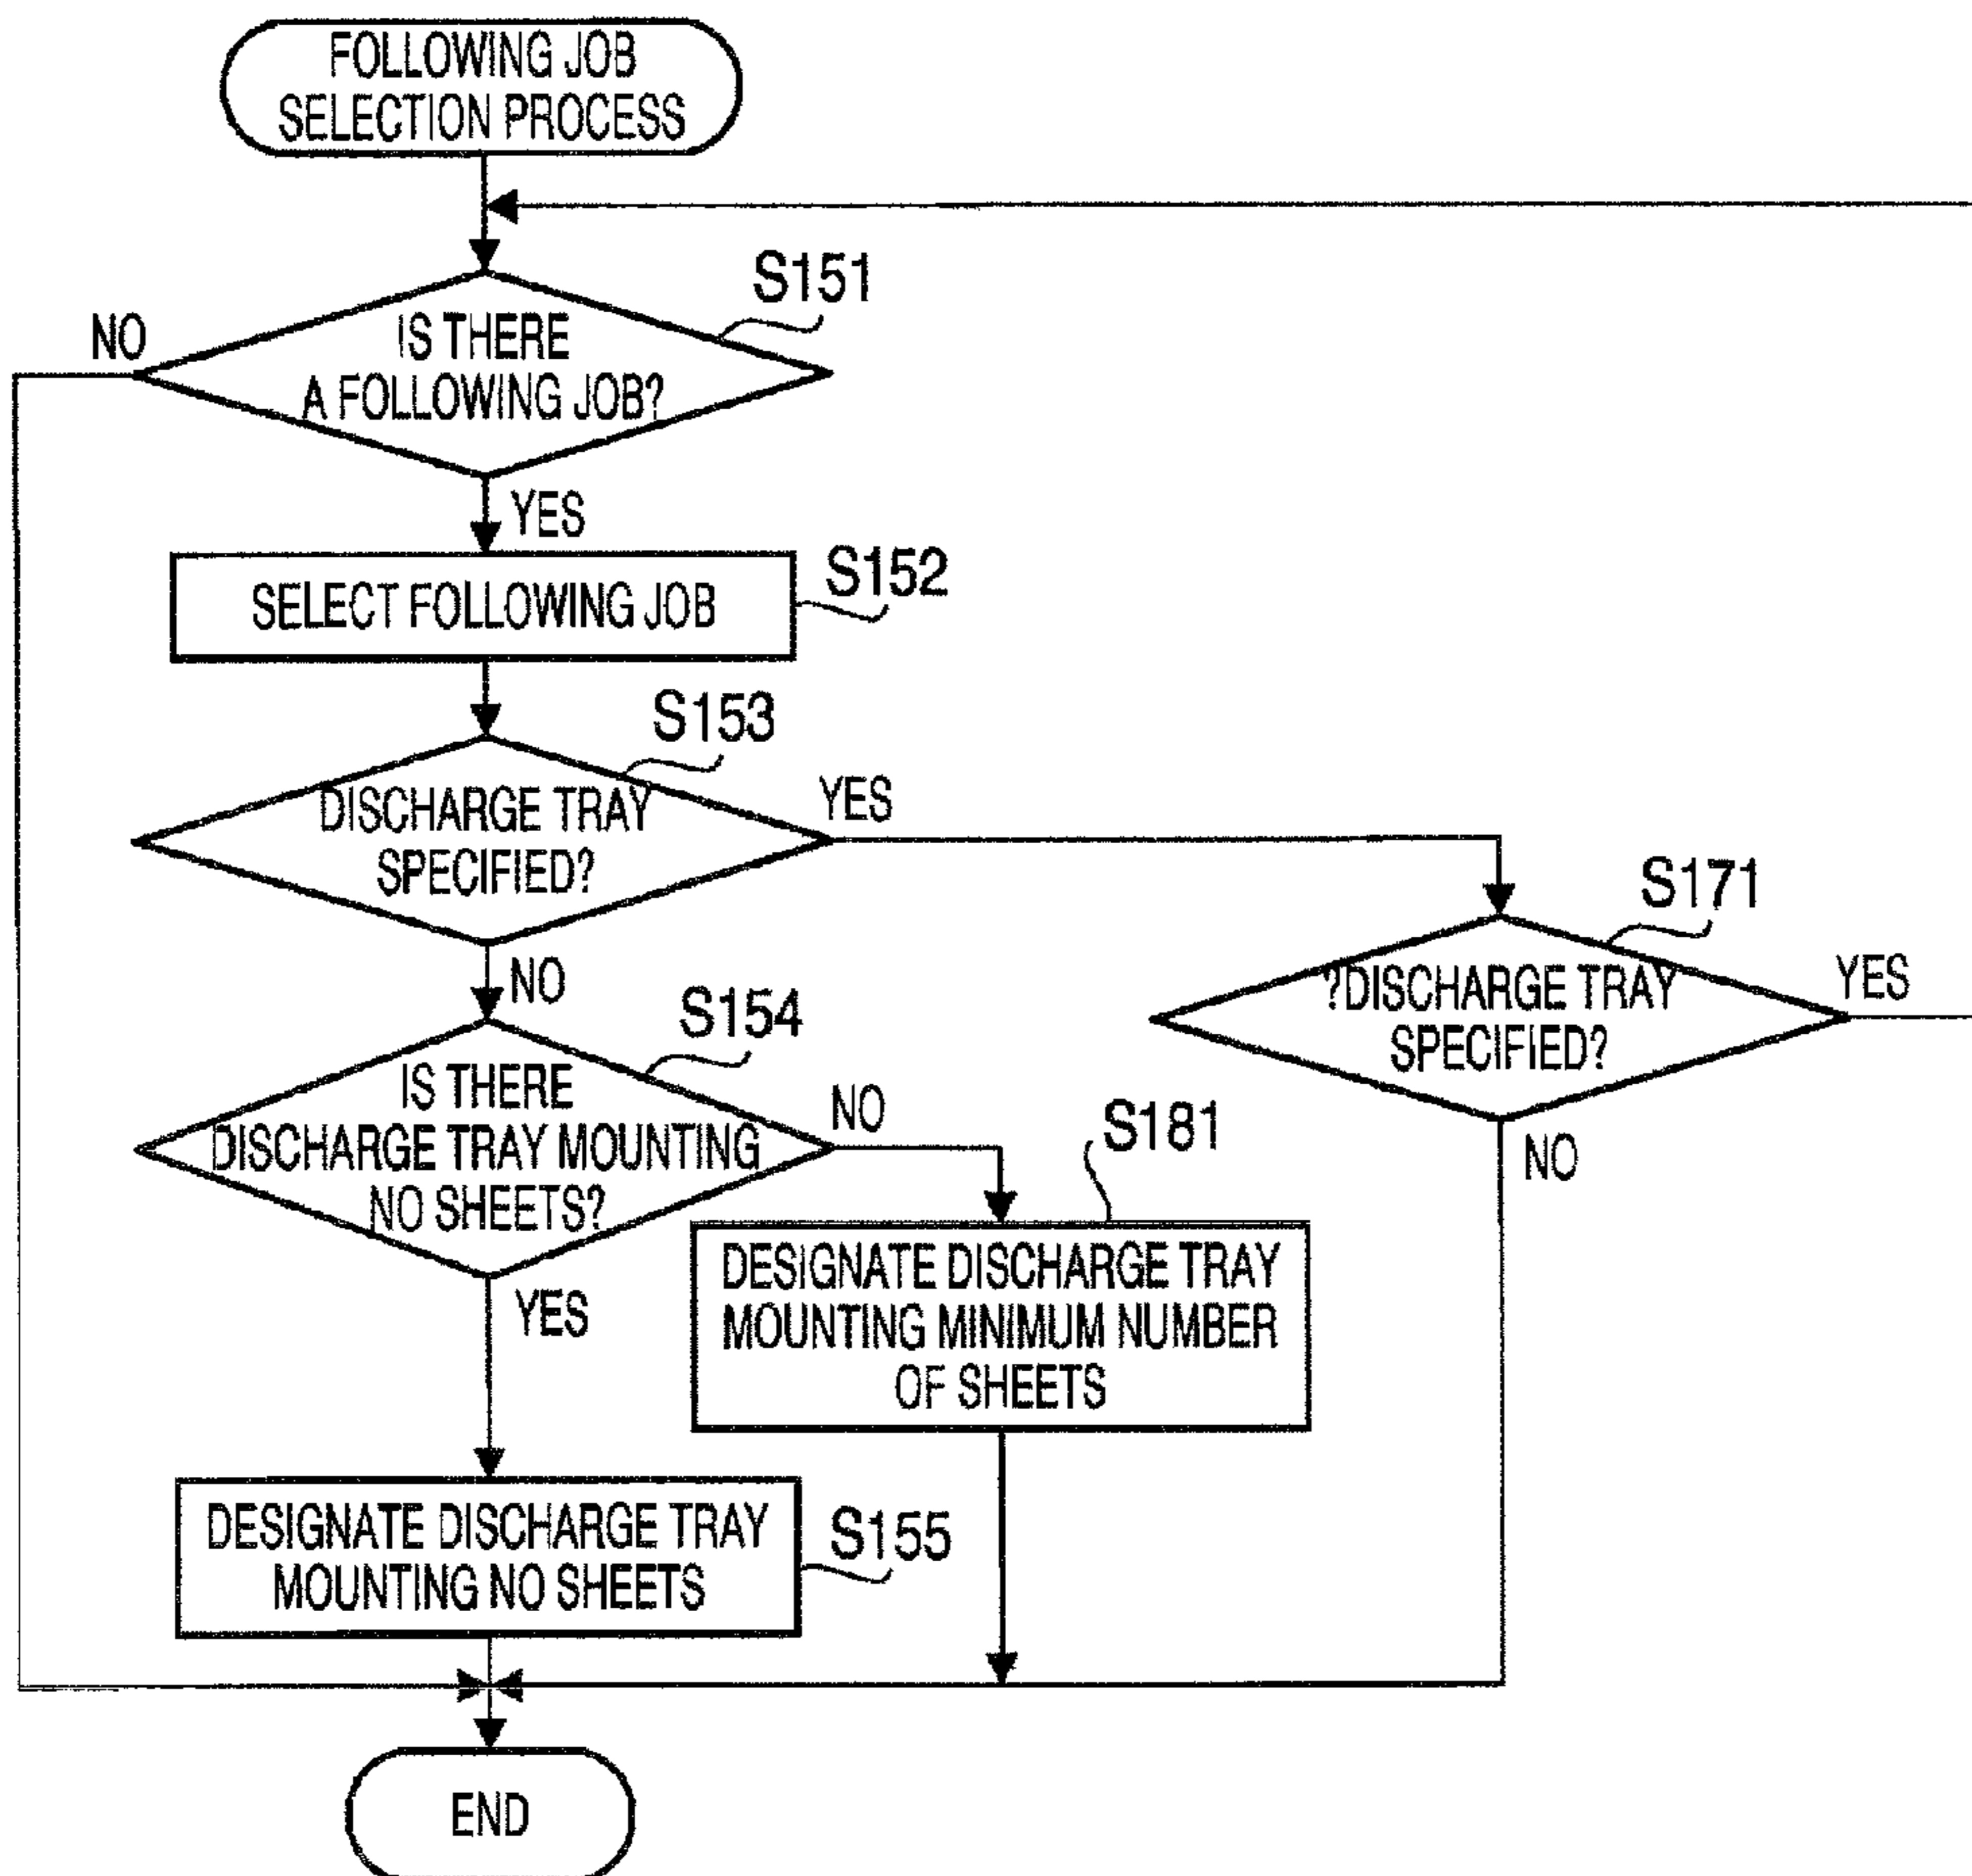 FOLLOWING JOB
SELECTION PROCESS
S151
NO
IS THERE
A FOLLOWING JOB?
YES
S152
SELECT FOLLOWING JOB
S153
YES
DISCHARGE TRAY
SPECIFIED?
S171
NO
?DISCHARGE TRAY
SPECIFIED?
YES
S154
IS THERE
DISCHARGE TRAY MOUNTING
NO SHEETS?
NO
S181
NO
YES
DESIGNATE DISCHARGE TRAY
MOUNTING MINIMUM NUMBER
OF SHEETS
DESIGNATE DISCHARGE TRAY
MOUNTING NO SHEETS
S155
END